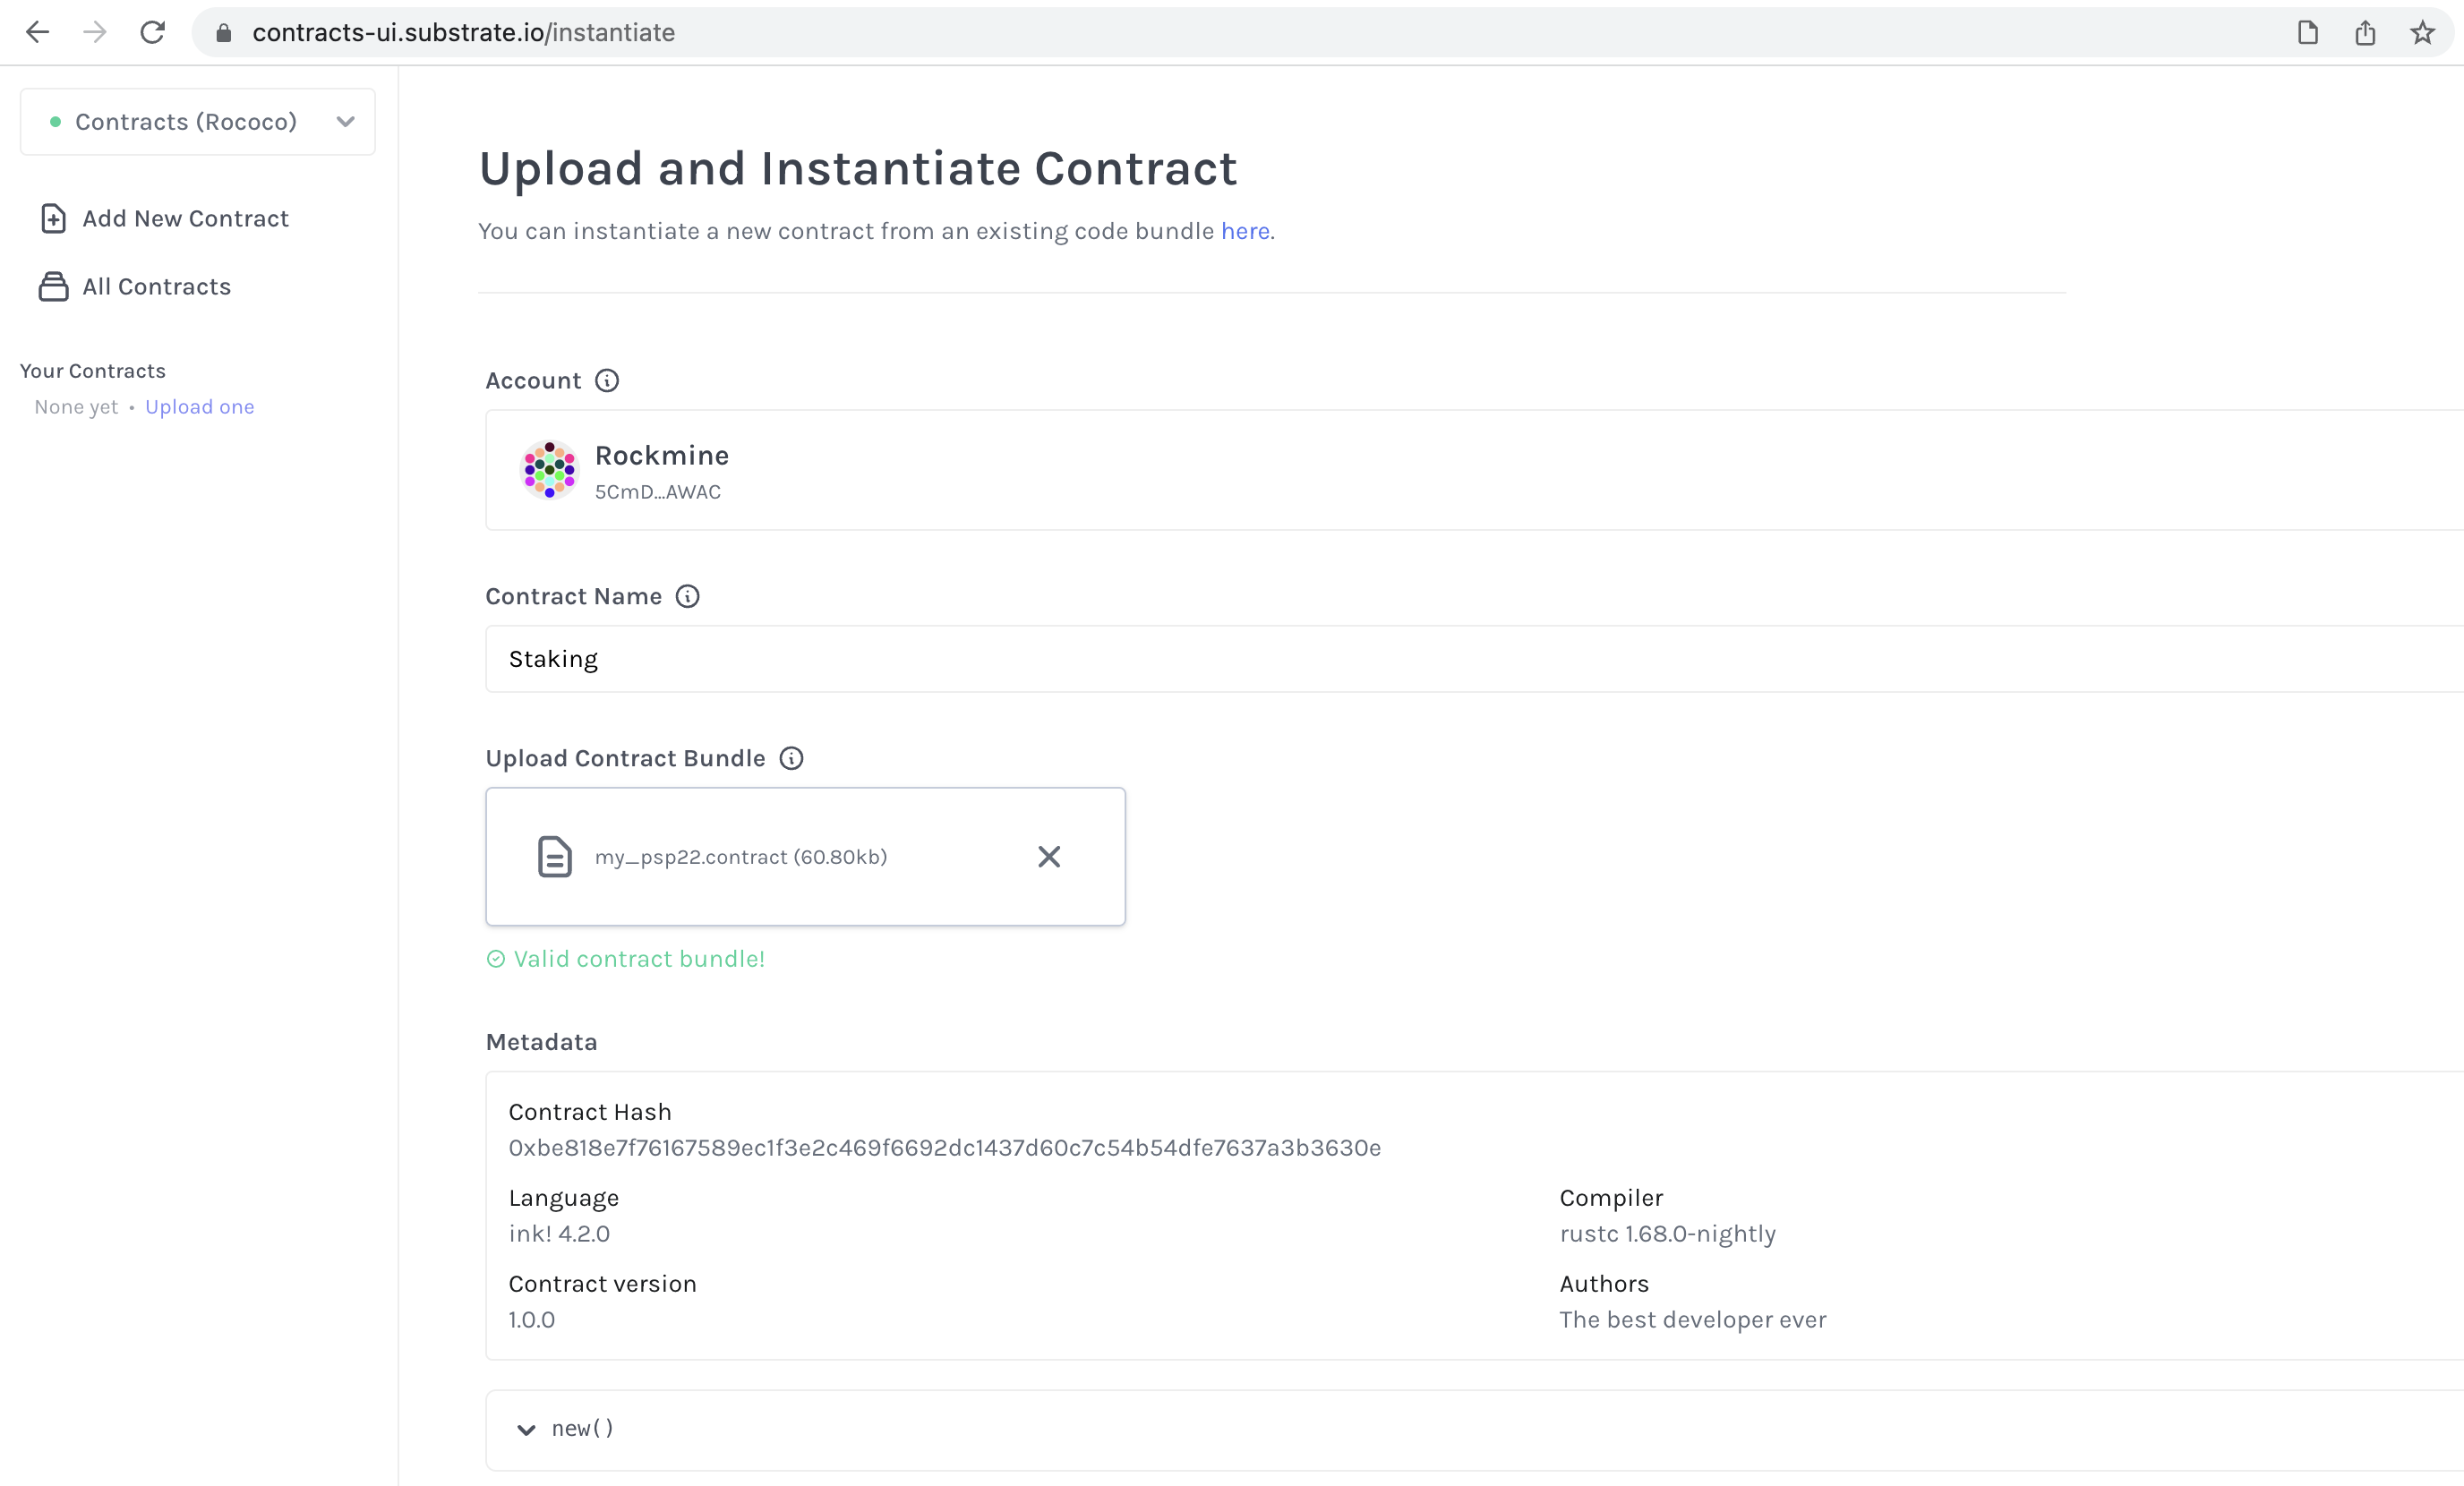 contracts-ui.substrate.io/instantiate
Contracts (Rococo)
Add New Contract
All Contracts
Your Contracts
None yet • Upload one
Upload and Instantiate Contract
You can instantiate a new contract from an existing code bundle here.
Account
Rockmine
5CmD...AWAC
Contract Name
Staking
Upload Contract Bundle
my_psp22.contract (60.80kb)
Valid contract bundle!
Metadata
Contract Hash
0xbe818e7f76167589ec1f3e2c469f6692dc1437d60c7c54b54dfe7637a3b3630e
Language
ink! 4.2.0
Compiler
rustc 1.68.0-nightly
Contract version
1.0.0
Authors
The best developer ever
new()